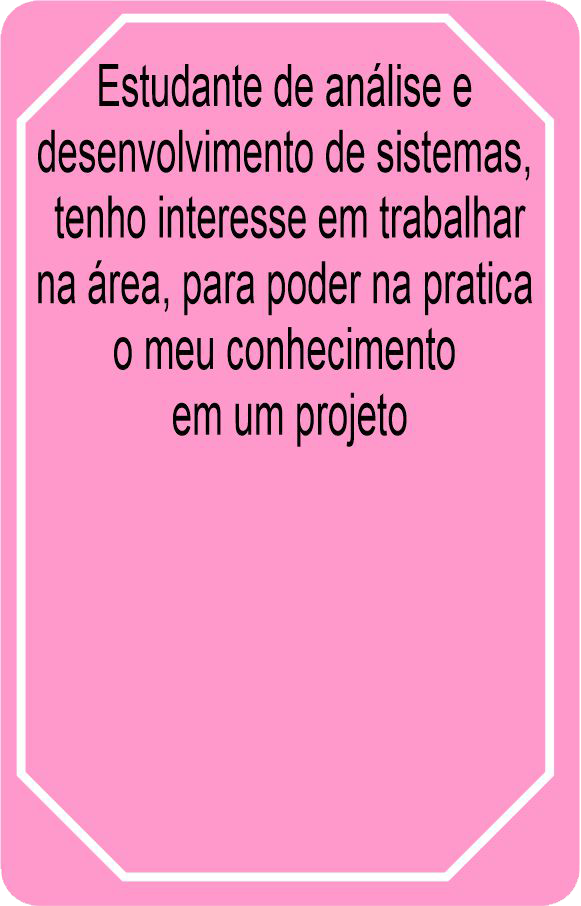 Estudante de análise e
desenvolvimento de sistemas,
tenho interesse em trabalhar
na área, para poder na pratica
o meu conhecimento
em um projeto